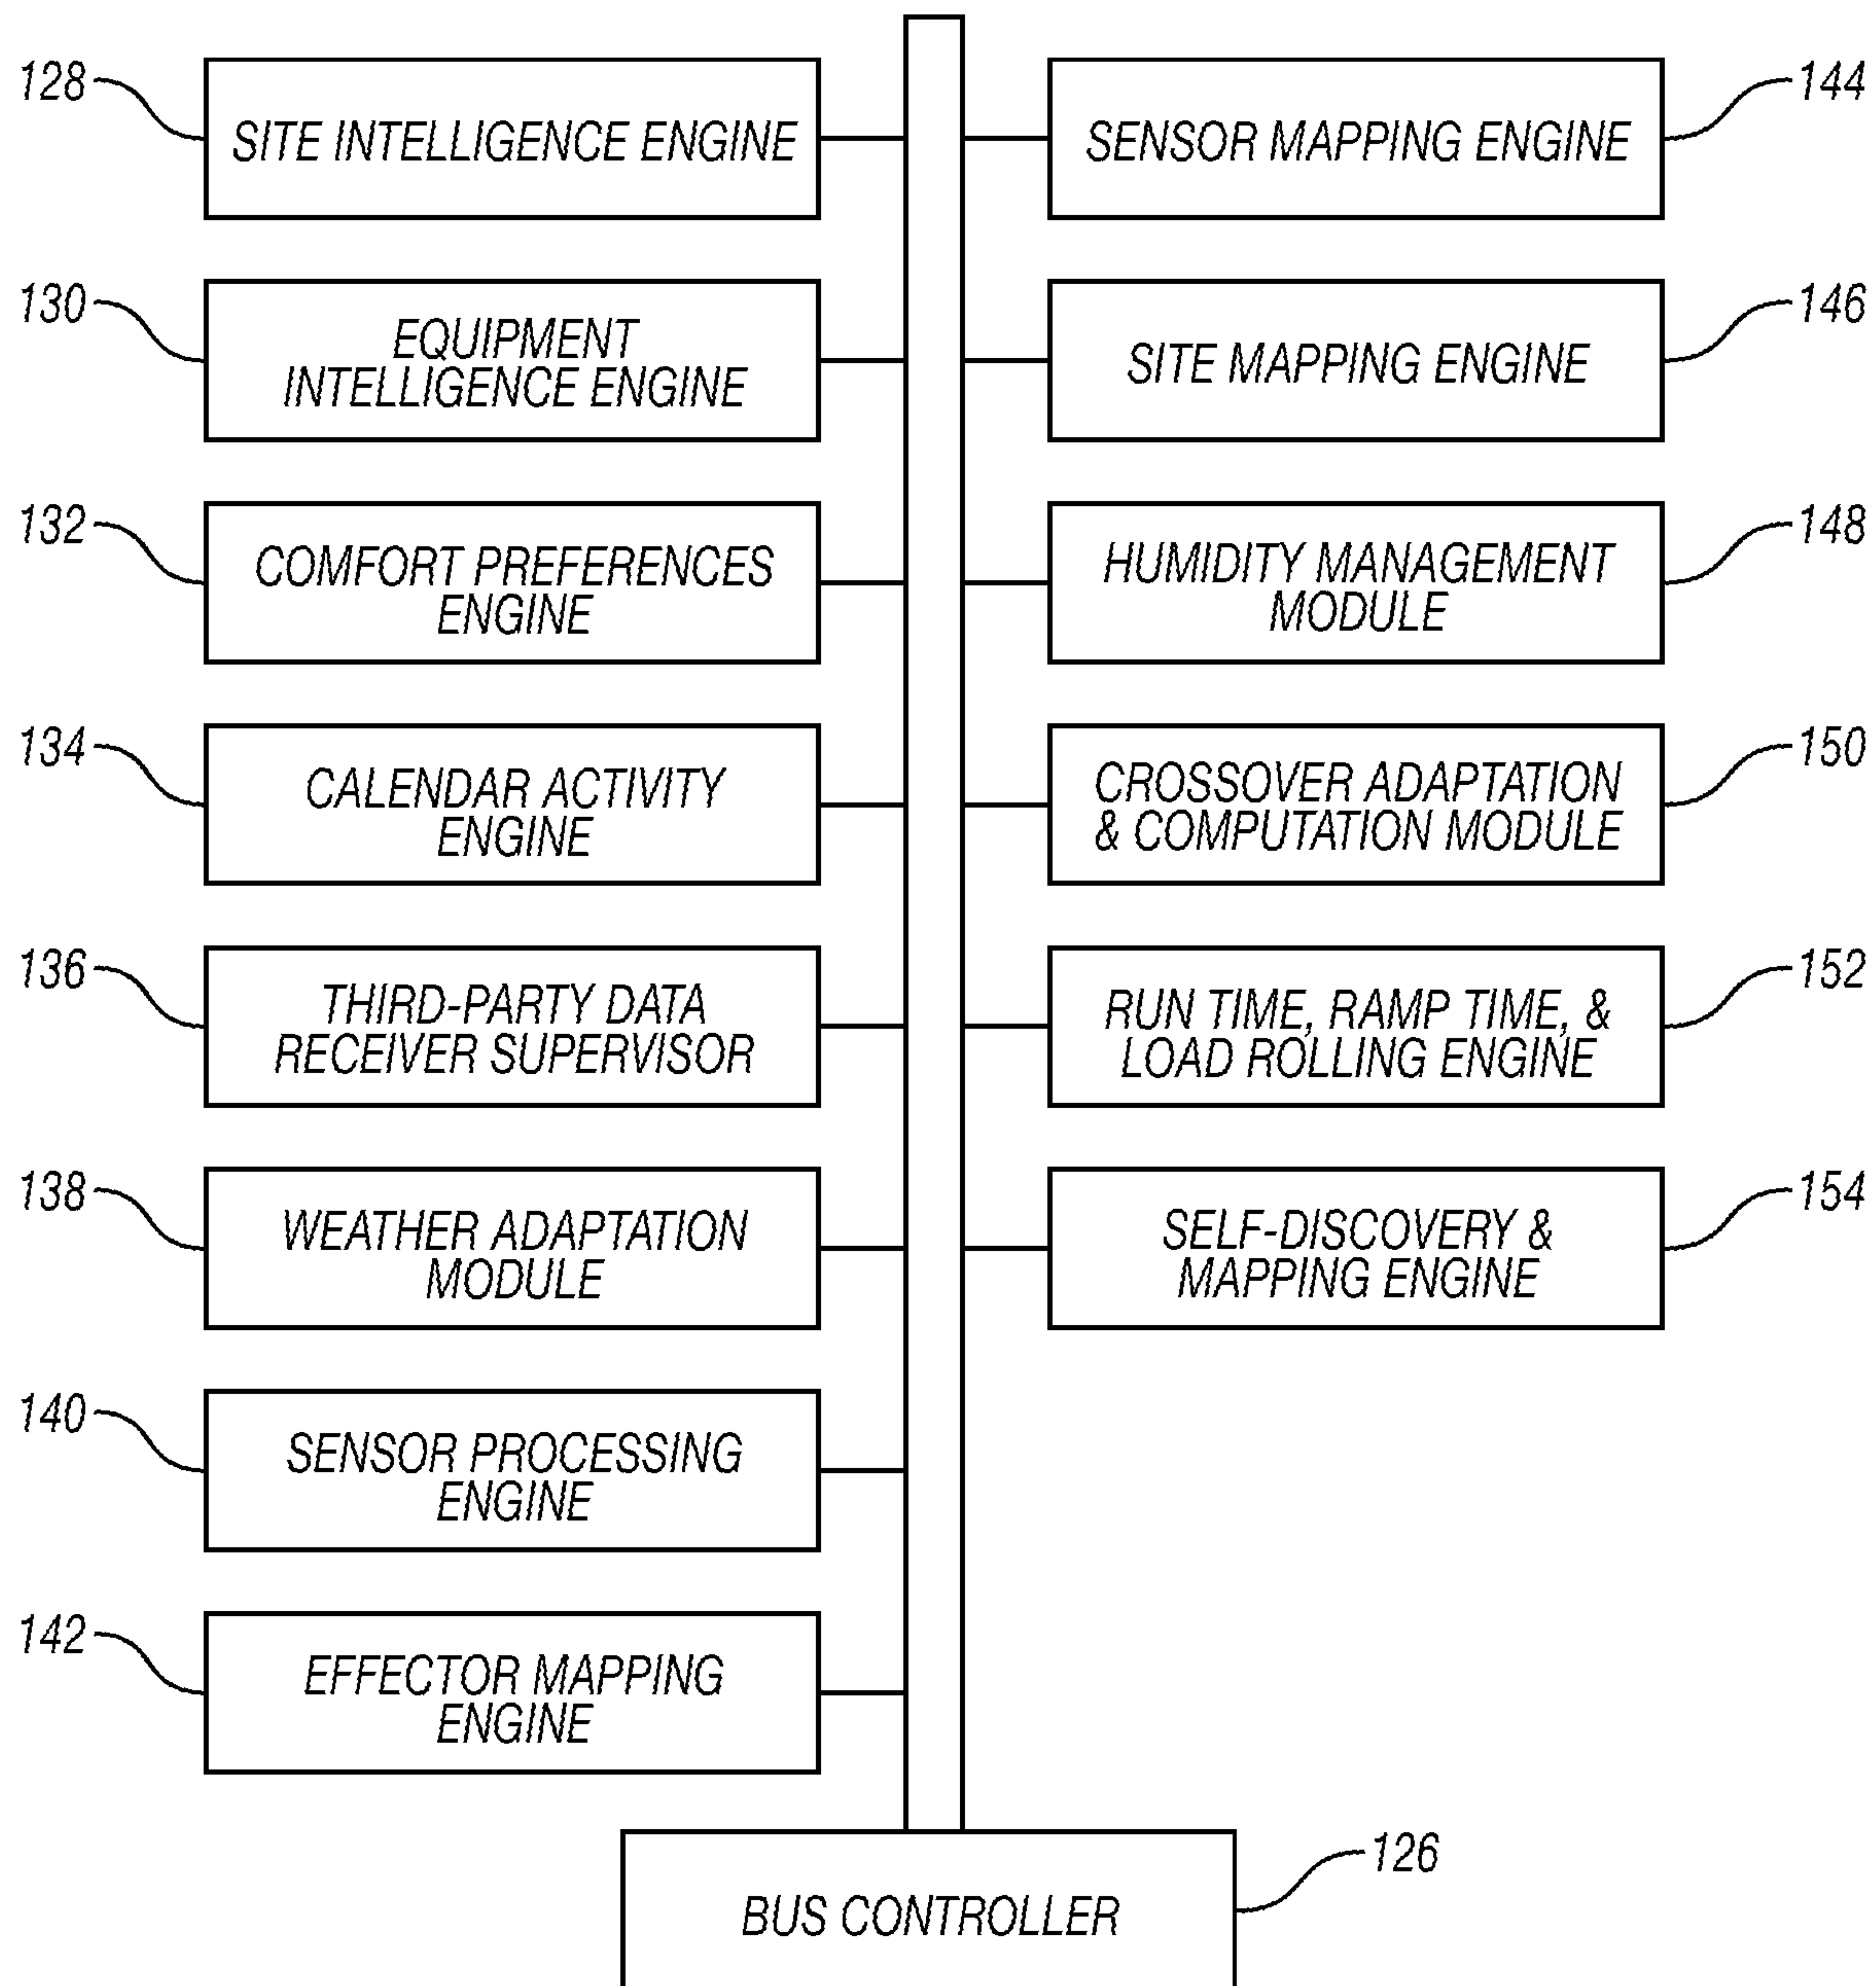 128
SITE INTELLIGENCE ENGINE
130
EQUIPMENT
INTELLIGENCE ENGINE
132
COMFORT PREFERENCES
ENGINE
134
CALENDAR ACTIVITY
ENGINE
136
THIRD-PARTY DATA
RECEIVER SUPERVISOR
138
WEATHER ADAPTATION
MODULE
140
SENSOR PROCESSING
ENGINE
142
EFFECTOR MAPPING
ENGINE
144
SENSOR MAPPING ENGINE
146
SITE MAPPING ENGINE
148
HUMIDITY MANAGEMENT
MODULE
150
CROSSOVER ADAPTATION
& COMPUTATION MODULE
152
RUN TIME, RAMP TIME, &
LOAD ROLLING ENGINE
154
SELF-DISCOVERY &
MAPPING ENGINE
126
BUS CONTROLLER